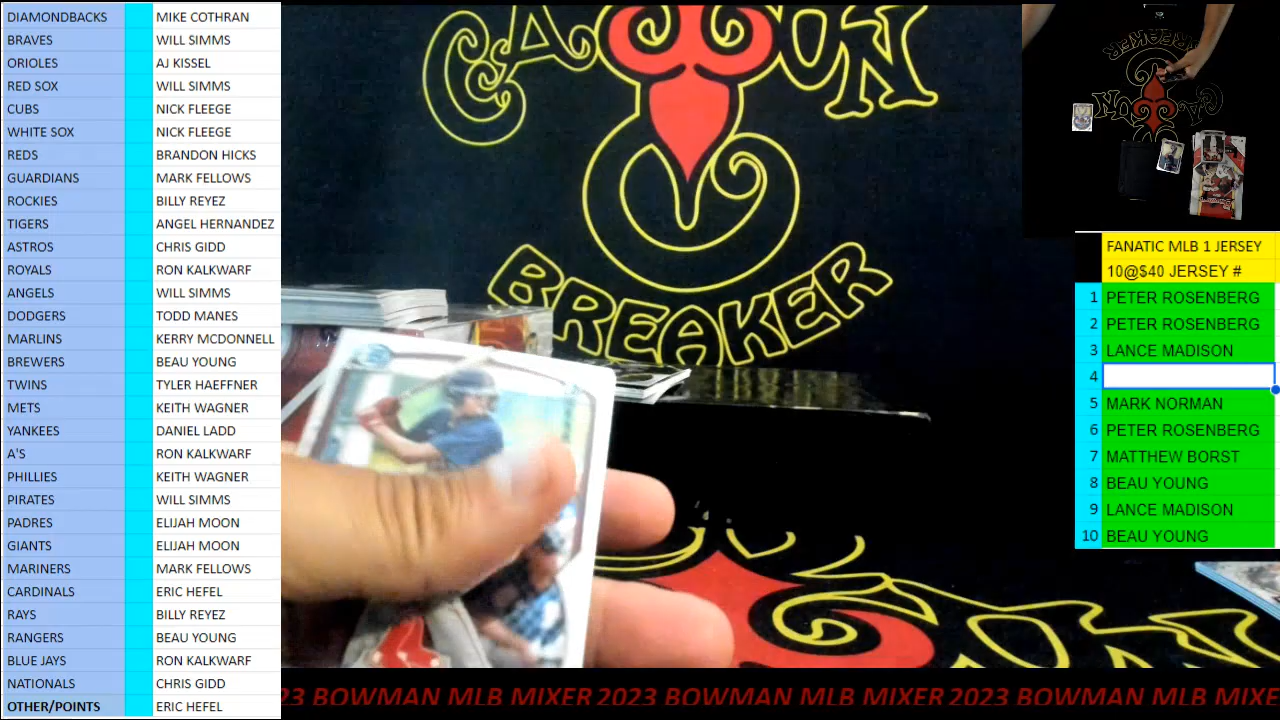 DIAMONDBACKS MIKE COTHRAN
BRAVES WILL SIMMS
ORIOLES AJ KISSEL
RED SOX WILL SIMMS
CUBS NICK FLEEGE
WHITE SOX NICK FLEEGE
REDS BRANDON HICKS
GUARDIANS MARK FELLOWS
ROCKIES BILLY REYEZ
TIGERS ANGEL HERNANDEZ
ASTROS CHRIS GIDD
ROYALS RON KALKWARF
ANGELS WILL SIMMS
DODGERS TODD MANES
MARLINS KERRY MCDONNELL
BREWERS BEAU YOUNG
TWINS TYLER HAEFFNER
METS KEITH WAGNER
YANKEES DANIEL LADD
A'S RON KALKWARF
PHILLIES KEITH WAGNER
PIRATES WILL SIMMS
PADRES ELIJAH MOON
GIANTS ELIJAH MOON
MARINERS MARK FELLOWS
CARDINALS ERIC HEFEL
RAYS BILLY REYEZ
RANGERS BEAU YOUNG
BLUE JAYS RON KALKWARF
NATIONALS CHRIS GIDD
OTHER/POINTS ERIC HEFEL
BREAKER
FANATIC MLB 1 JERSEY
10@$40 JERSEY #
1 PETER ROSENBERG
2 PETER ROSENBERG
3 LANCE MADISON
4
5 MARK NORMAN
6 PETER ROSENBERG
7 MATTHEW BORST
8 BEAU YOUNG
9 LANCE MADISON
10 BEAU YOUNG
23 BOWMAN MLB MIXER 2023 BOWMAN MLB MIXER 2023 BOWMAN MLB MIXE